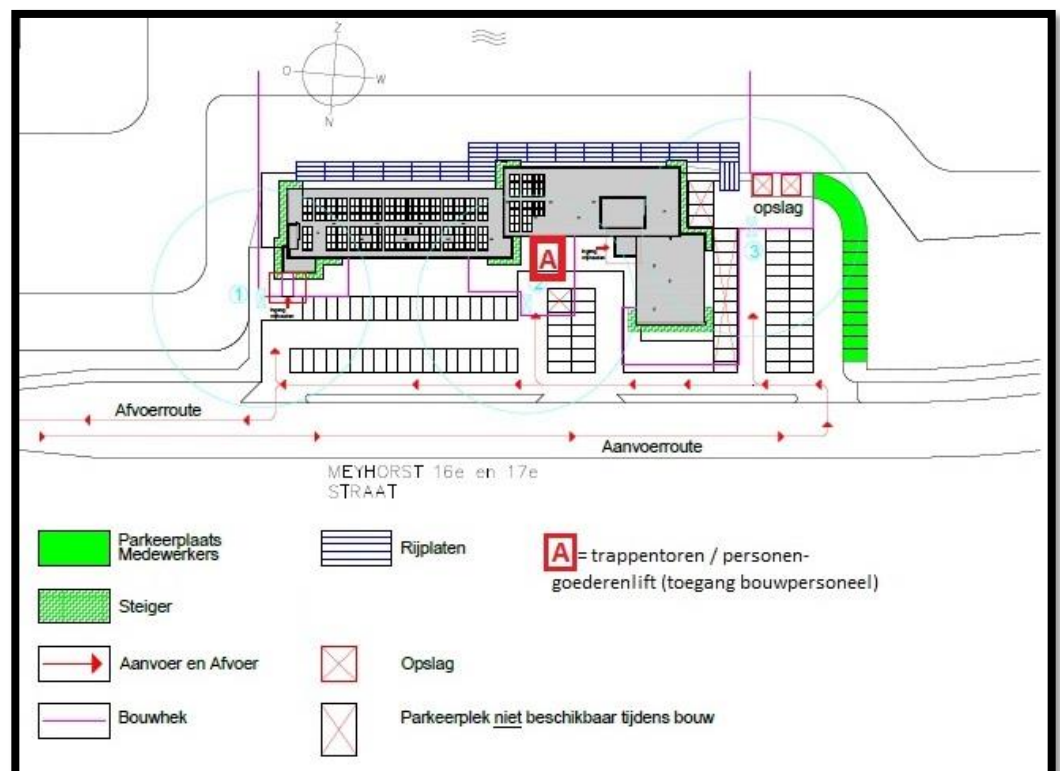 Z
O
W
N
opslag
A
1
2
3
Afvoerroute
Aanvoerroute
MEYHORST 16e en 17e
STRAAT
Parkeerplaats
Medewerkers
Rijplaten
A = trappentoren / personen-
goederenlift (toegang bouwpersoneel)
Steiger
Aanvoer en Afvoer
Opslag
Bouwhek
Parkeerplek niet beschikbaar tijdens bouw